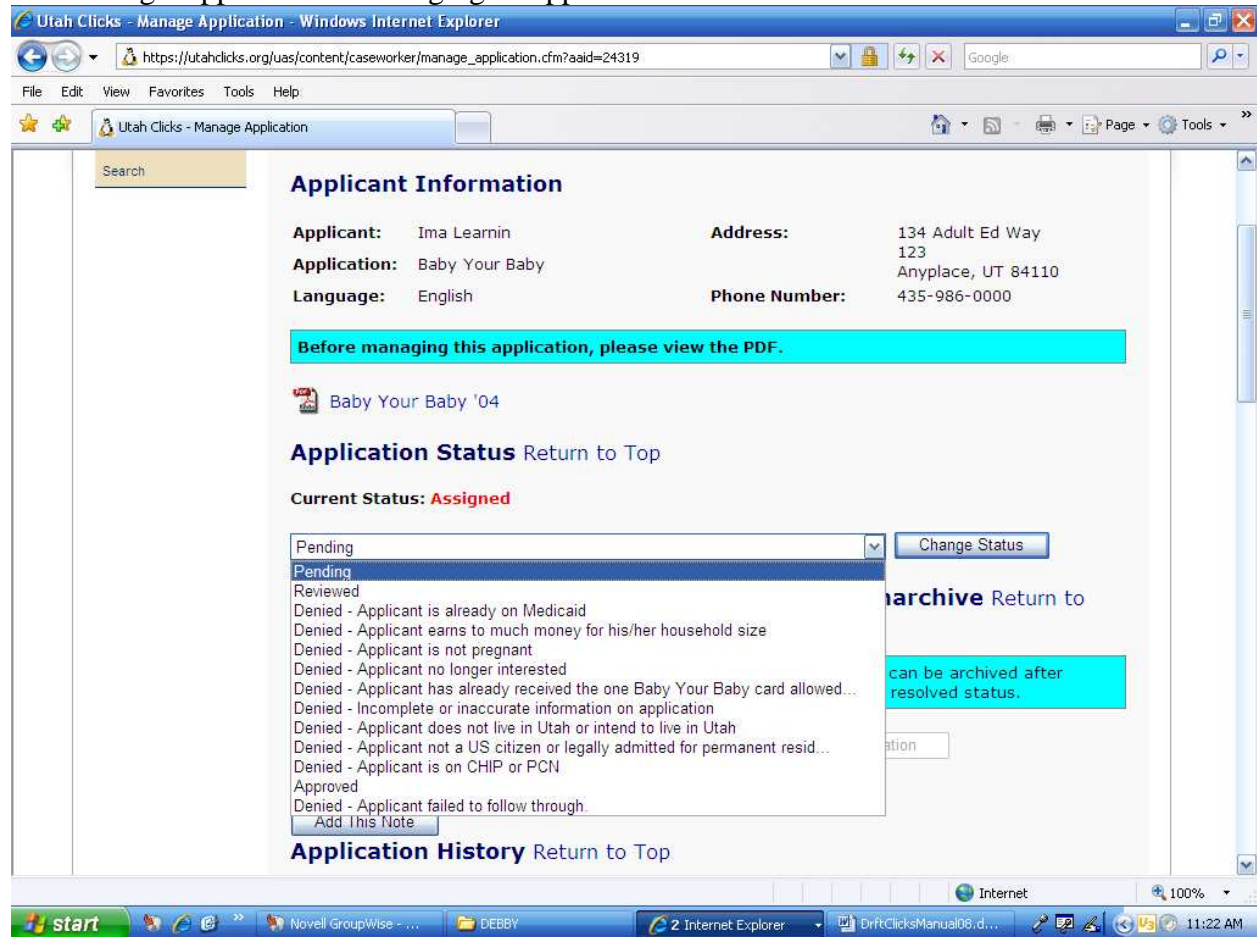 Utah Clicks - Manage Application - Windows Internet Explorer
https://utahclicks.org/uas/content/caseworker/manage_application.cfm?aaid=24319
Google
File Edit View Favorites Tools Help
Utah Clicks - Manage Application
Page Tools
Search
Applicant Information
Applicant: Ima Learnin Address: 134 Adult Ed Way
123
Application: Baby Your Baby Anyplace, UT 84110
Language: English Phone Number: 435-986-0000
Before managing this application, please view the PDF.
Baby Your Baby '04
Application Status Return to Top
Current Status: Assigned
Pending Change Status
Pending
Reviewed
Denied - Applicant is already on Medicaid
Denied - Applicant earns to much money for his/her household size
Denied - Applicant is not pregnant
Denied - Applicant no longer interested
Denied - Applicant has already received the one Baby Your Baby card allowed...
Denied - Incomplete or inaccurate information on application
Denied - Applicant does not live in Utah or intend to live in Utah
Denied - Applicant not a US citizen or legally admitted for permanent resid...
Denied - Applicant is on CHIP or PCN
Approved
Denied - Applicant failed to follow through.
narchive Return to
can be archived after
resolved status.
ation
Add This Note
Application History Return to Top
Internet 100%
start Novell GroupWise - ... DEBBY 2 Internet Explorer DrftClicksManual08.d... 11:22 AM